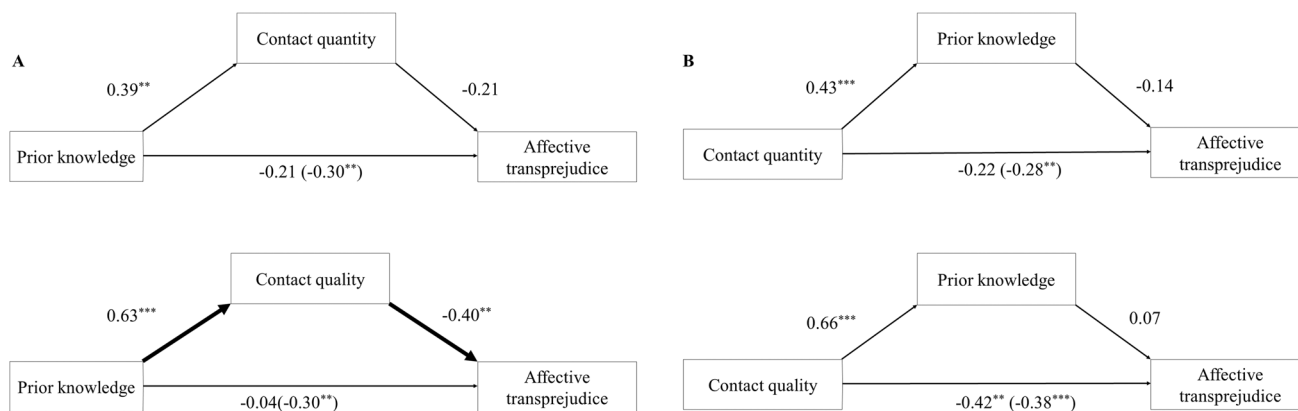 Contact quantity
A
0.39**
-0.21
Prior knowledge
Affective
transprejudice
-0.21 (-0.30**)
Prior knowledge
B
0.43***
-0.14
Contact quantity
Affective
transprejudice
-0.22 (-0.28**)
Contact quality
0.63***
-0.40**
Prior knowledge
Affective
transprejudice
-0.04(-0.30**)
Prior knowledge
0.66***
0.07
Contact quality
Affective
transprejudice
-0.42** (-0.38***)